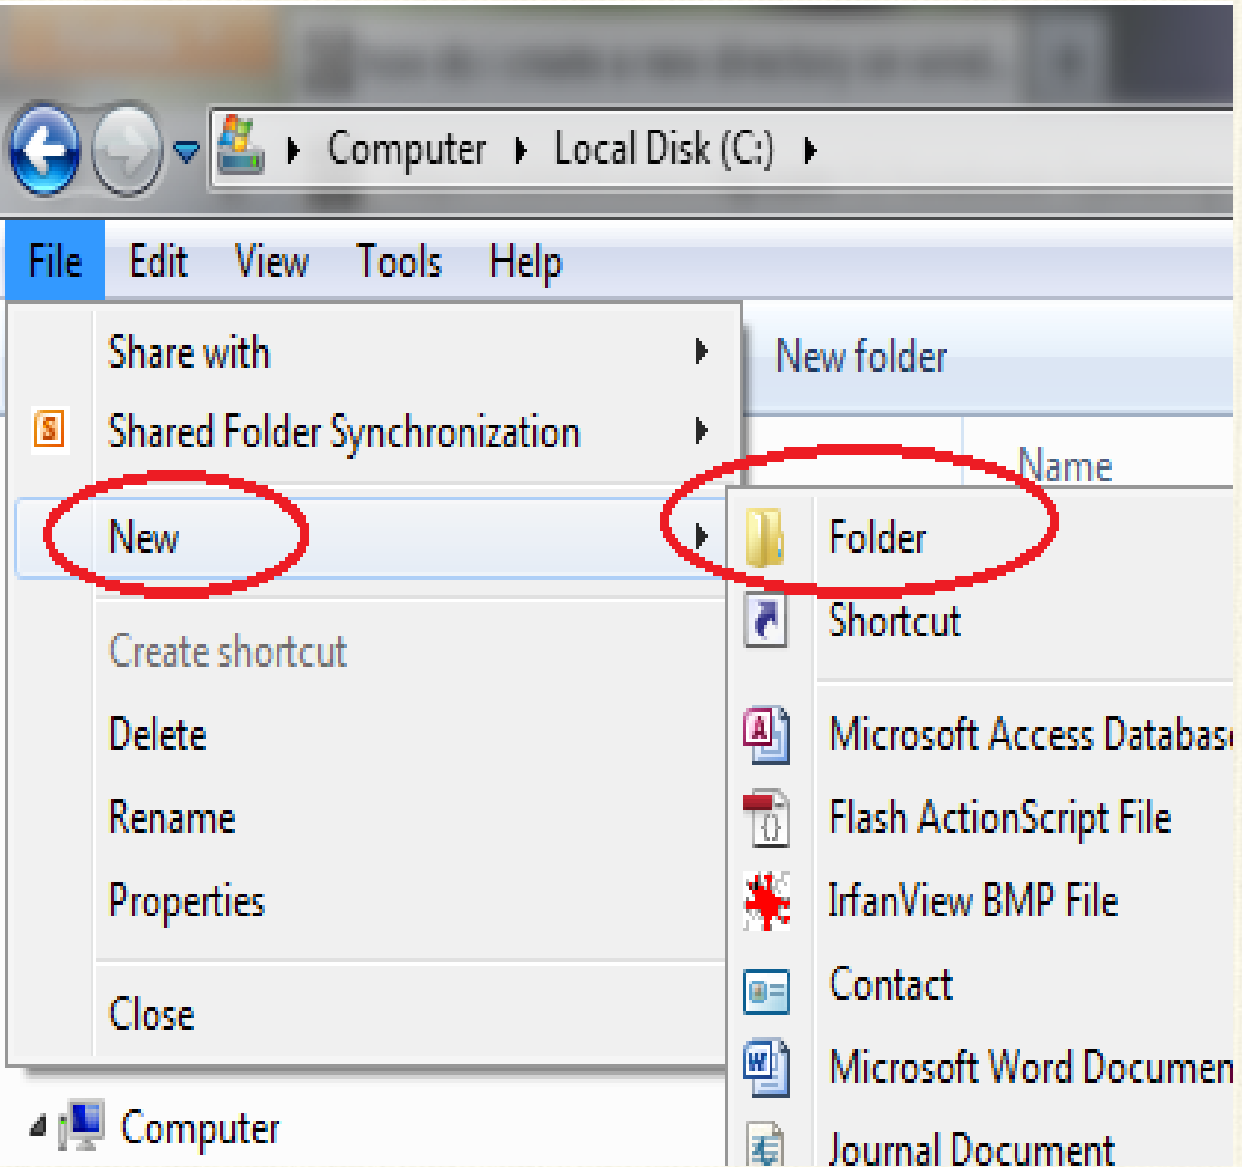 Computer Local Disk (C:)
File Edit View Tools Help
Share with
New folder
Shared Folder Synchronization
Name
New
Folder
Shortcut
Create shortcut
Delete
Microsoft Access
Rename
Flash ActionScript File
Properties
IrfanView BMP File
Contact
Close
Microsoft Word
Computer
Journal Document